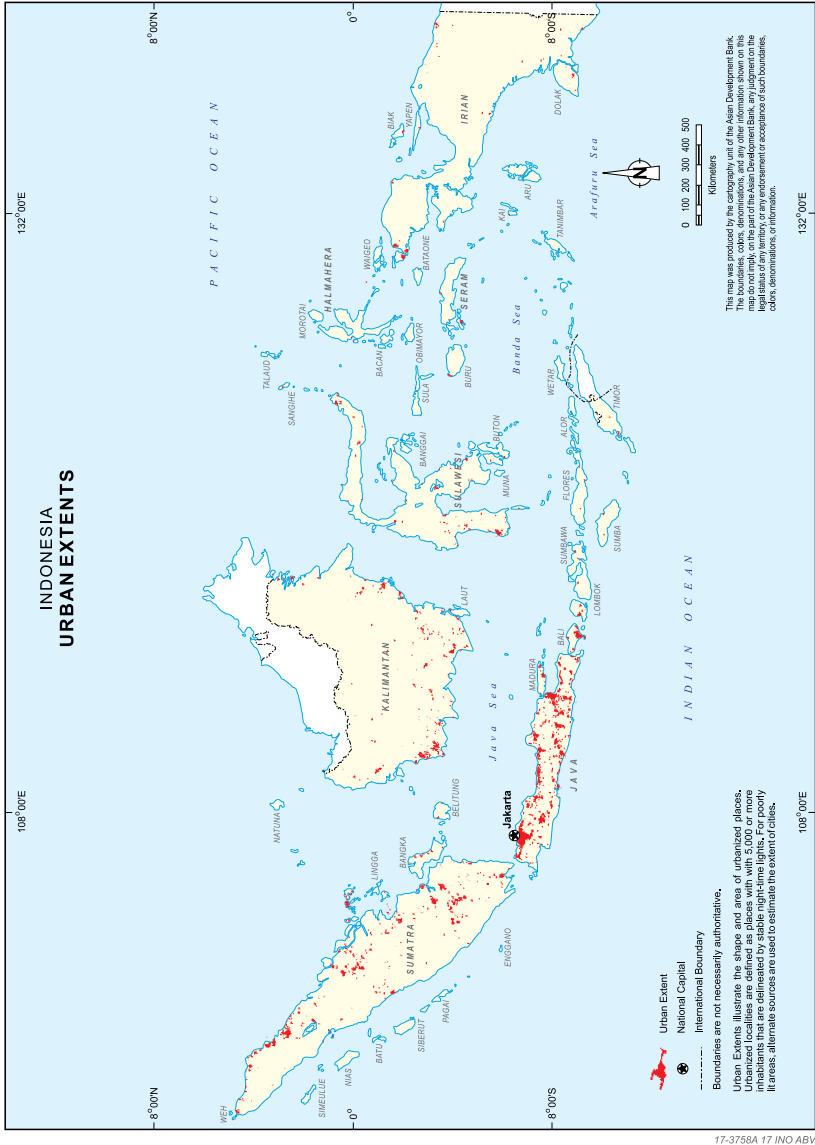 INDONESIA
URBAN EXTENTS
108°00'E
132°00'E
8°00'N
8°00'N
0°
0°
8°00'S
8°00'S
PACIFIC OCEAN
WEH
SIMEULUE
NIAS
BATU
SIBERUT
PAGAI
ENGGANO
SUMATRA
LINGGA
BANGKA
BELITUNG
NATUNA
KALIMANTAN
LAUT
Java Sea
Jakarta
JAVA
MADURA
BALI
LOMBOK
SUMBAWA
SUMBA
FLORES
ALOR
WETAR
TIMOR
SULAWESI
MUNA
BUTON
BANGGAI
SULA
SANGIHE
TALAUD
MOROTAI
HALMAHERA
BACAN
OBIMAYOR
BURU
SERAM
Banda Sea
WAIGEO
BATAONE
BIAK
YAPEN
IRIAN
KAI
ARU
TANIMBAR
DOLAK
Arafuru Sea
INDIAN OCEAN
N
0 100 200 300 400 500
Kilometers
Urban Extent
National Capital
International Boundary
Boundaries are not necessarily authoritative.
Urban Extents illustrate the shape and area of urbanized places.
Urbanized localities are defined as places with with 5,000 or more
inhabitants that are delineated by stable night-time lights. For poorly
lit areas, alternate sources are used to estimate the extent of cities.
This map was produced by the cartography unit of the Asian Development Bank.
The boundaries, colors, denominations, and any other information shown on this
map do not imply, on the part of the Asian Development Bank, any judgment on the
legal status of any territory, or any endorsement or acceptance of such boundaries,
colors, denominations, or information.
108°00'E
132°00'E
17-3758A 17 INO ABV